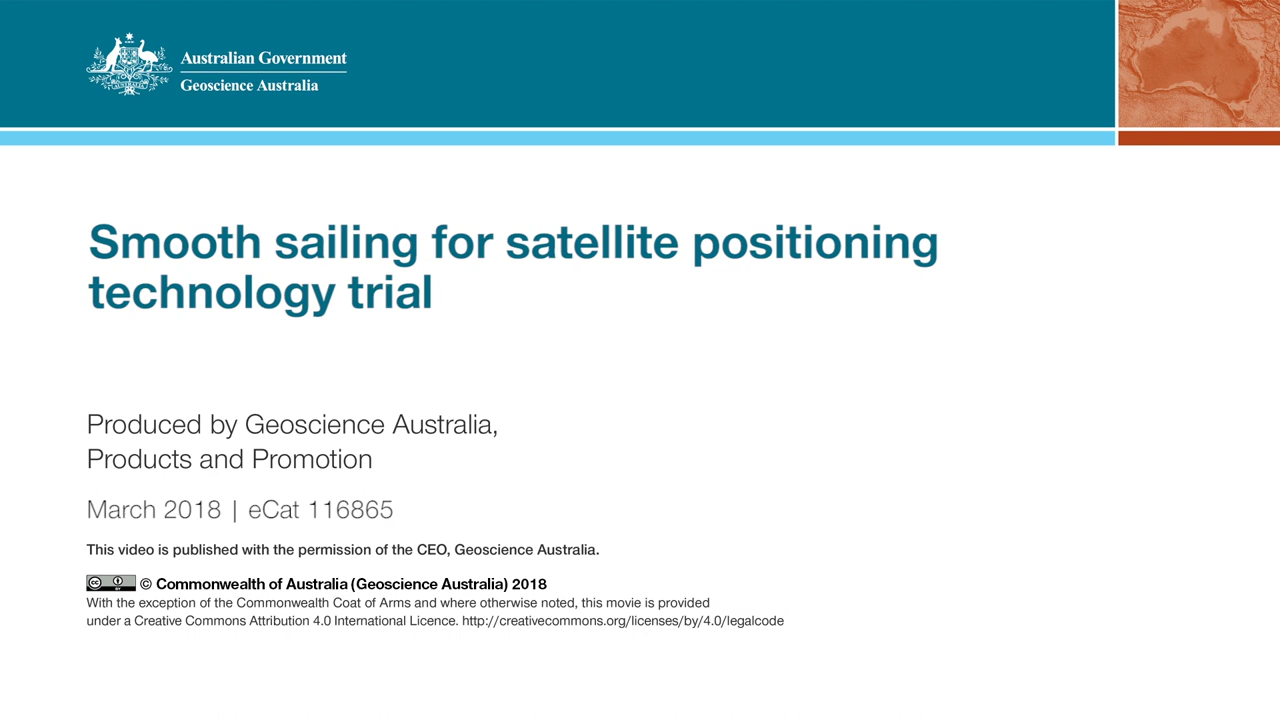 Australian Government
Geoscience Australia
Smooth sailing for satellite positioning
technology trial
Produced by Geoscience Australia,
Products and Promotion
March 2018 | eCat 116865
This video is published with the permission of the CEO, Geoscience Australia.
cc BY © Commonwealth of Australia (Geoscience Australia) 2018
With the exception of the Commonwealth Coat of Arms and where otherwise noted, this movie is provided
under a Creative Commons Attribution 4.0 International Licence. http://creativecommons.org/licenses/by/4.0/legalcode